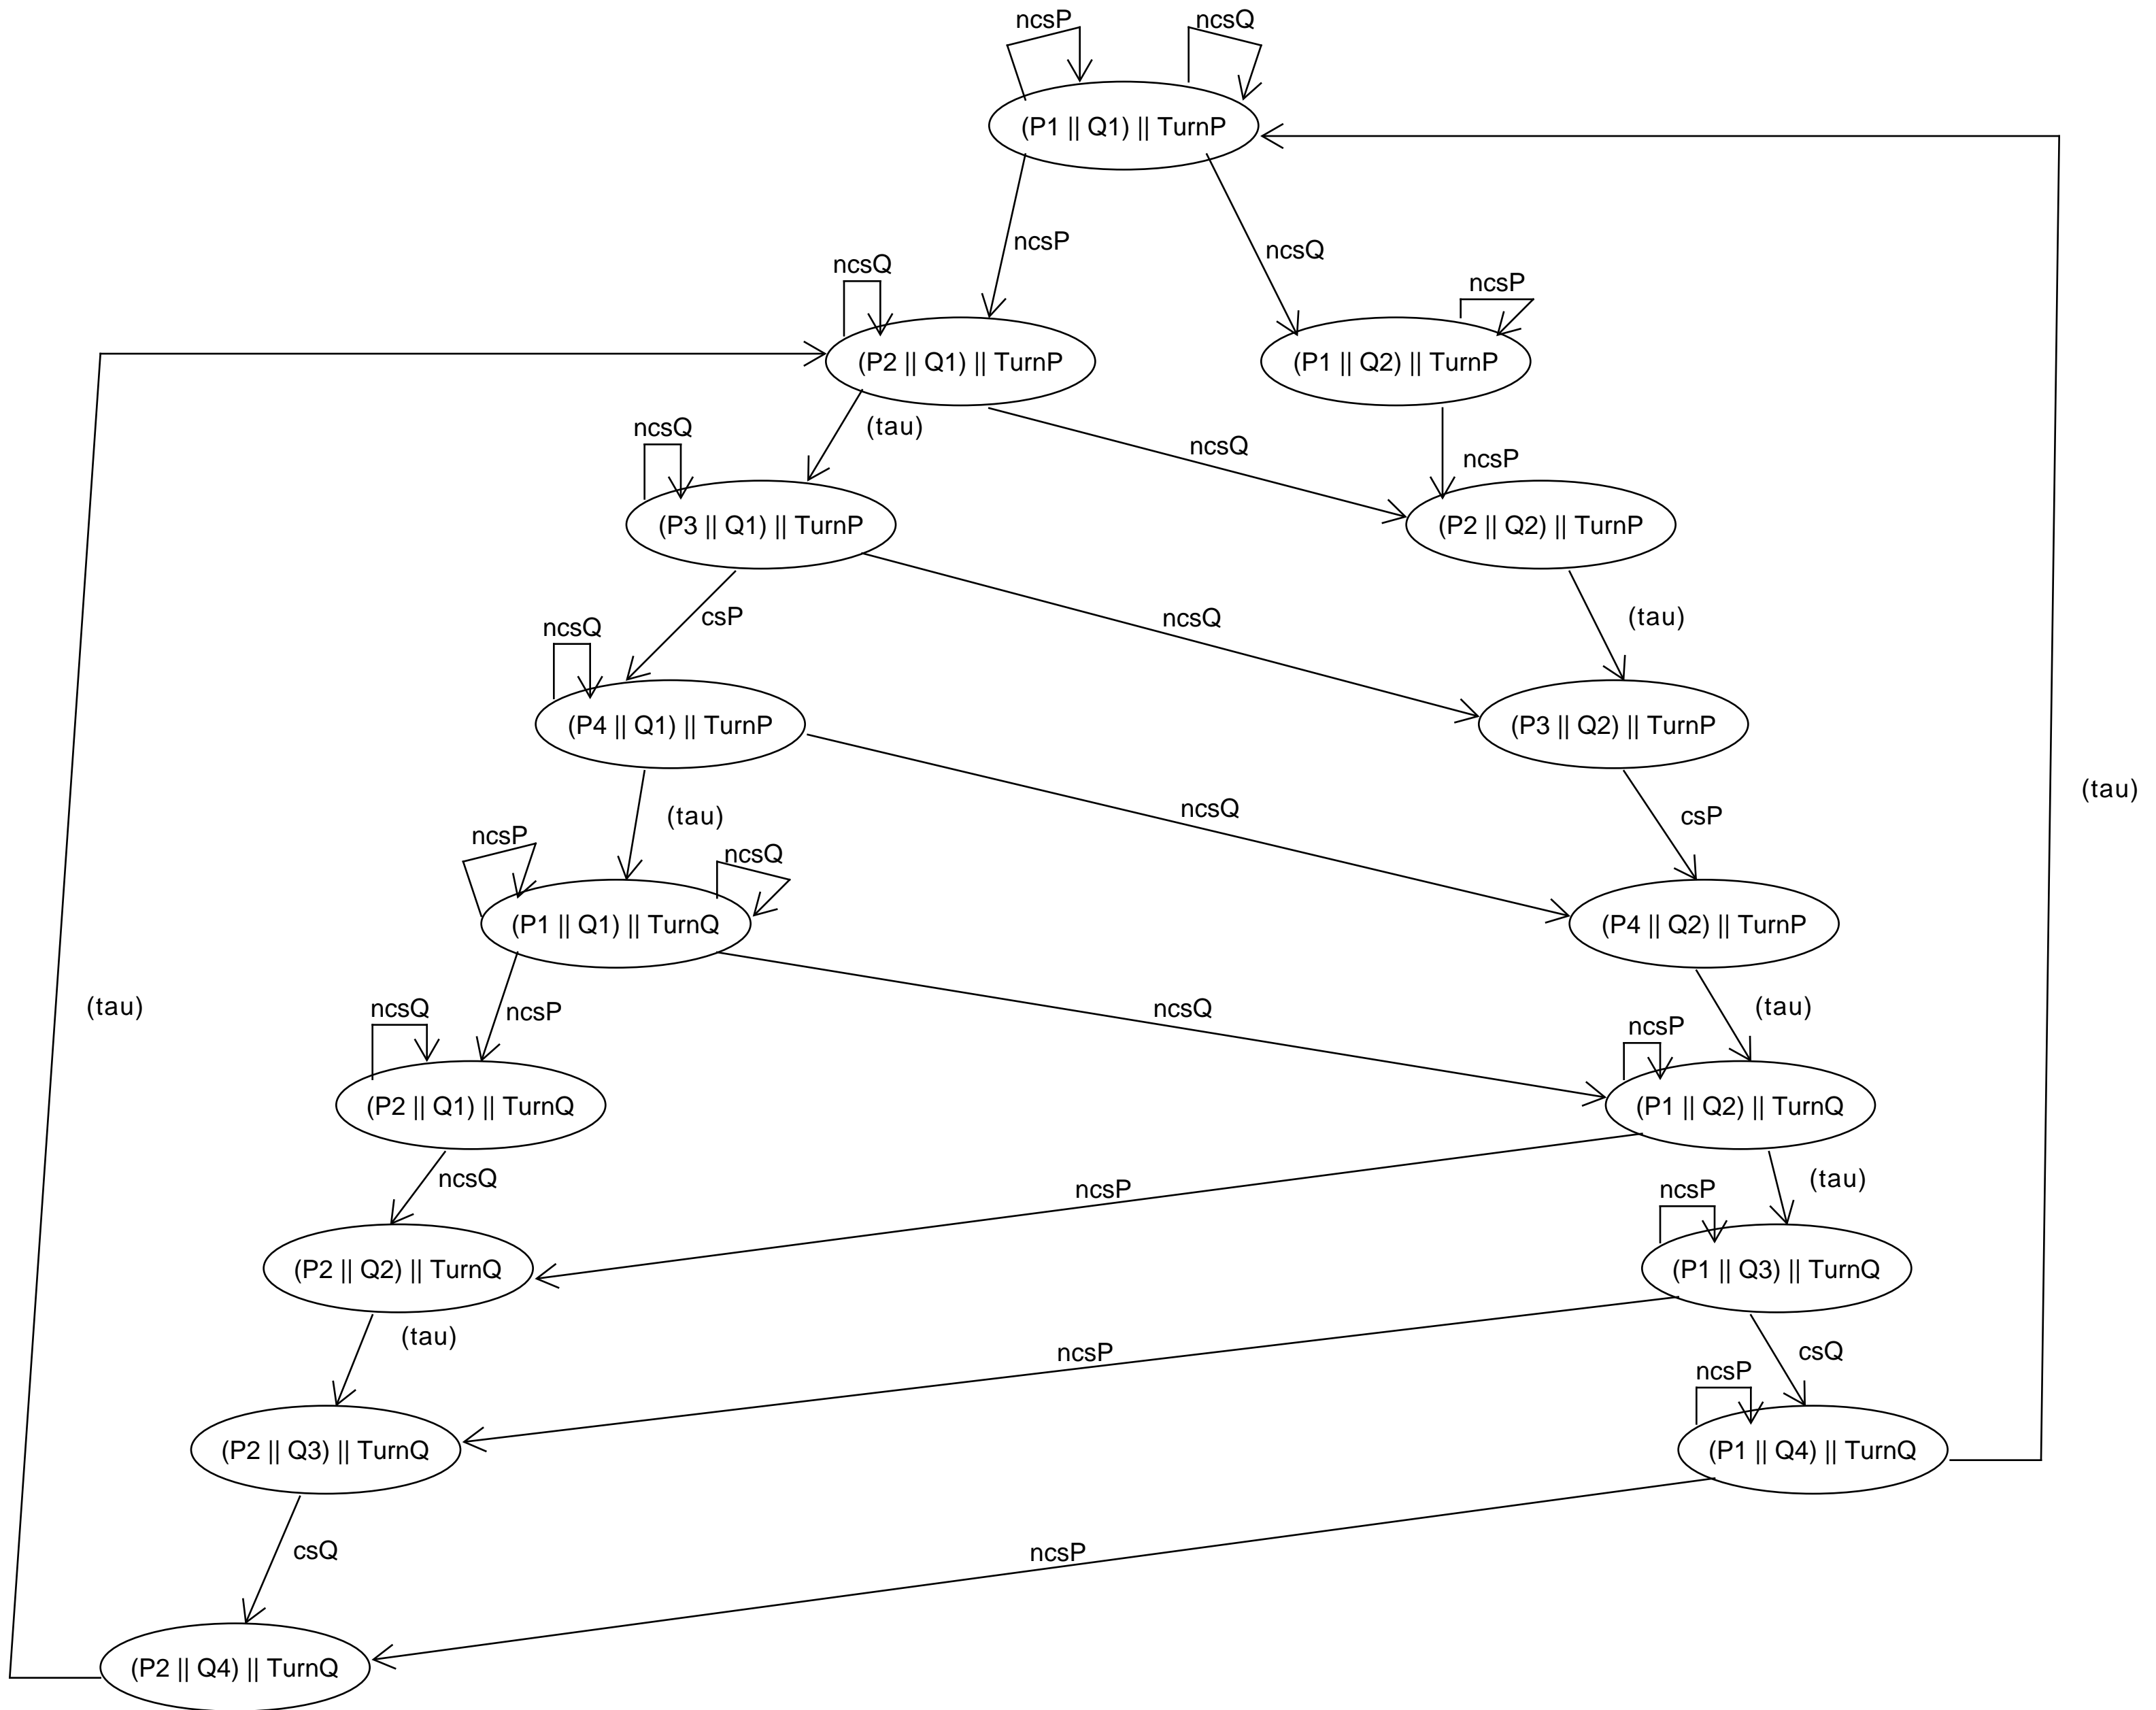 ncsP
ncsQ
(P1 || Q1) || TurnP
ncsP
ncsQ
ncsQ
ncsP
(P2 || Q1) || TurnP
(P1 || Q2) || TurnP
(tau)
ncsQ
ncsQ
ncsP
(P3 || Q1) || TurnP
(P2 || Q2) || TurnP
csP
ncsQ
(tau)
ncsQ
(P4 || Q1) || TurnP
(P3 || Q2) || TurnP
(tau)
(tau)
ncsQ
csP
ncsP
ncsQ
(P1 || Q1) || TurnQ
(P4 || Q2) || TurnP
(tau)
ncsQ
ncsP
ncsQ
(tau)
ncsP
(P2 || Q1) || TurnQ
(P1 || Q2) || TurnQ
ncsQ
ncsP
ncsP
(tau)
(P2 || Q2) || TurnQ
(P1 || Q3) || TurnQ
(tau)
ncsP
csQ
ncsP
(P2 || Q3) || TurnQ
(P1 || Q4) || TurnQ
csQ
ncsP
(P2 || Q4) || TurnQ